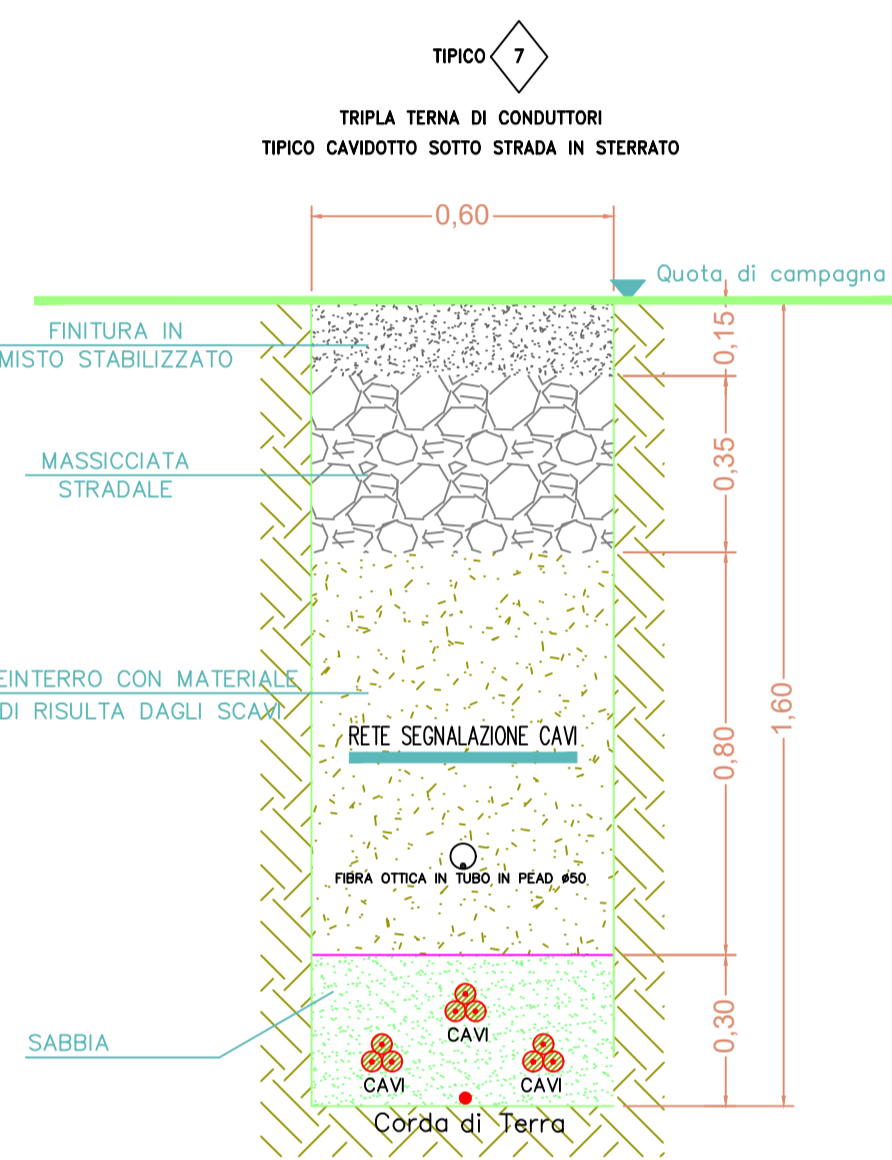 TIPICO 7
TRIPLA TERNA DI CONDUTTORI
TIPICO CAVIDOTTO SOTTO STRADA IN STERRATO
0,60
Quota di campagna
FINITURA IN
MISTO STABILIZZATO
0,15
MASSICCIATA
STRADALE
0,35
EINTERRO CON MATERIALE
DI RISULTA DAGLI SCAVI
RETE SEGNALAZIONE CAVI
0,80
1,60
FIBRA OTTICA IN TUBO IN PEAD ø50
SABBIA
CAVI
CAVI
CAVI
0,30
Corda di Terra